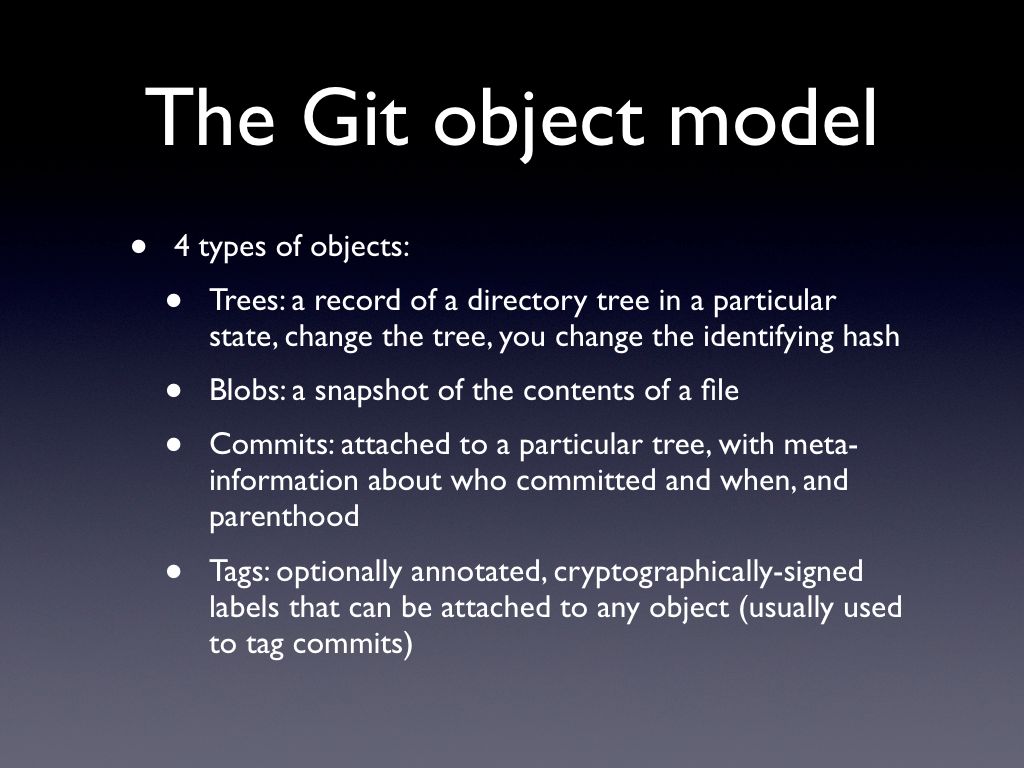 The Git object model
• 4 types of objects:
• Trees: a record of a directory tree in a particular
state, change the tree, you change the identifying hash
• Blobs: a snapshot of the contents of a file
• Commits: attached to a particular tree, with meta-
information about who committed and when, and
parenthood
• Tags: optionally annotated, cryptographically-signed
labels that can be attached to any object (usually used
to tag commits)